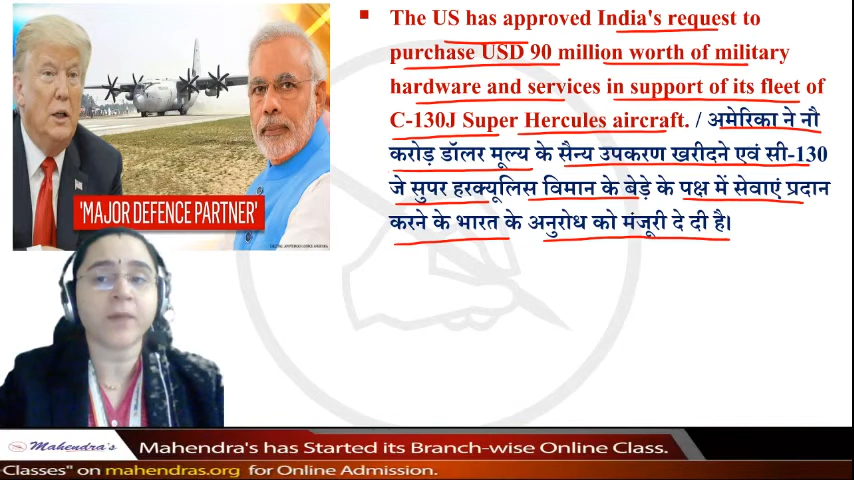 The US has approved India's request to
purchase USD 90 million worth of military
hardware and services in support of its fleet of
C-130J Super Hercules aircraft. / अमेरिका ने नौ
करोड़ डॉलर मूल्य के सैन्य उपकरण खरीदने एवं सी-130
जे सुपर हरक्यूलिस विमान के बेड़े के पक्ष में सेवाएं प्रदान
करने के भारत के अनुरोध को मंजूरी दे दी है।
'MAJOR DEFENCE PARTNER'
Mahendra's
Mahendra's has Started its Branch-wise Online Class.
Classes" on mahendras.org for Online Admission.